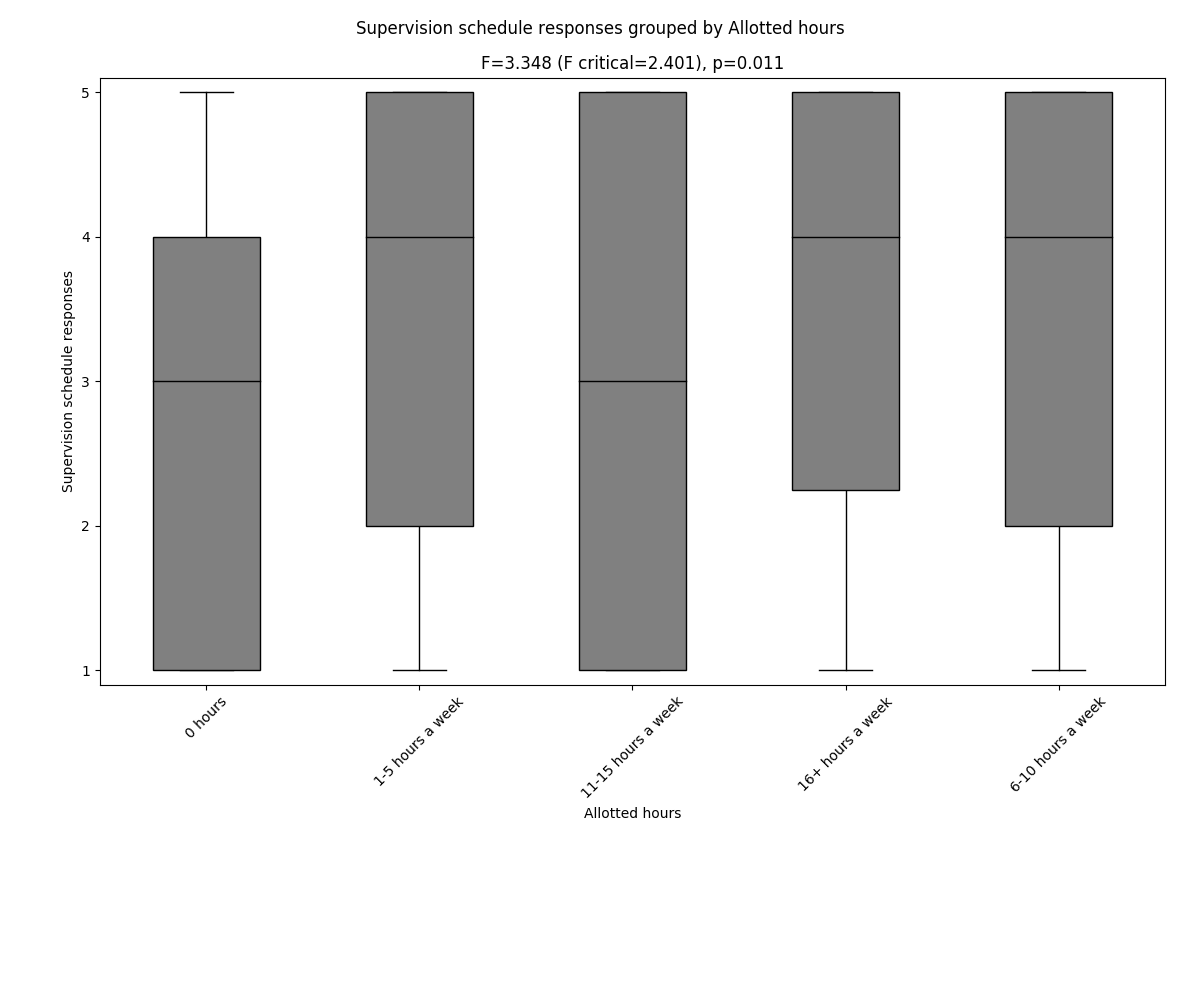 Supervision schedule responses grouped by Allotted hours
F=3.348 (F critical=2.401), p=0.011
Supervision schedule responses
5
4
3
2
1
0 hours
1-5 hours a week
11-15 hours a week
16+ hours a week
6-10 hours a week
Allotted hours